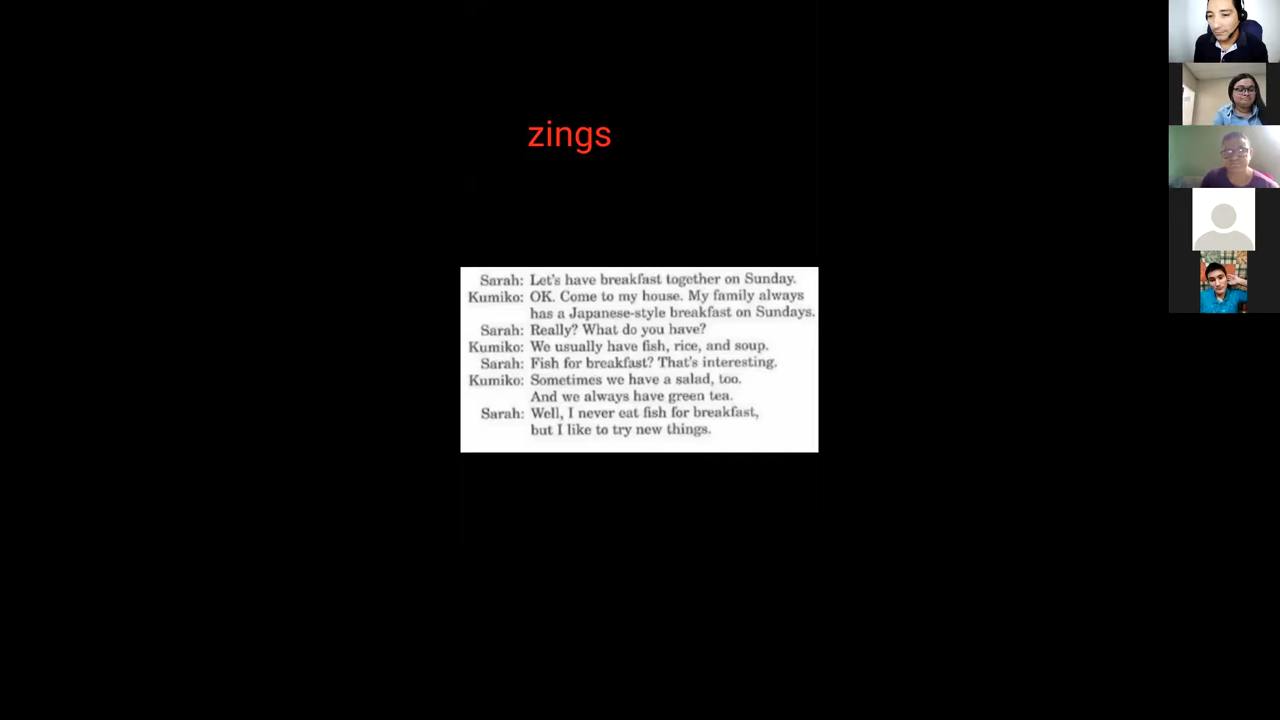 zings
Sarah: Let's have breakfast together on Sunday.
Kumiko: OK. Come to my house. My family always
has a Japanese-style breakfast on Sundays.
Sarah: Really? What do you have?
Kumiko: We usually have fish, rice, and soup.
Sarah: Fish for breakfast? That's interesting.
Kumiko: Sometimes we have a salad, too.
And we always have green tea.
Sarah: Well, I never eat fish for breakfast,
but I like to try new things.